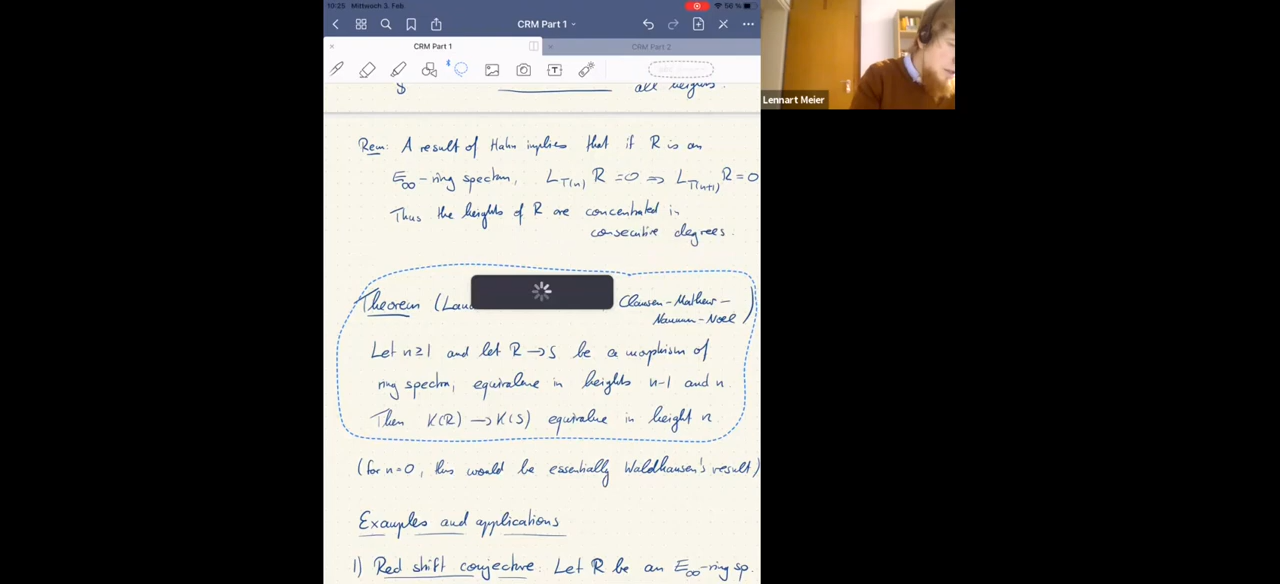 10:25 Mittwoch 3. Feb.
56 %
CRM Part 1
CRM Part 1
CRM Part 2
Lennart Meier
all heights.
Rem: A result of Hahn implies that if R is an
E∞-ring spectrum, L_T(n) R = 0 ⇒ L_T(n+1) R = 0
Thus the heights of R are concentrated in
consecutive degrees.
Theorem (Lan Clausen-Mathew-
Naumann-Noel)
Let n≥1 and let R → S be a morphism of
ring spectra, equivalence in heights n-1 and n.
Then K(R) → K(S) equivalence in height n.
(for n=0, this would be essentially Waldhausen's result)
Examples and applications
1) Red shift conjecture: Let R be an E∞-ring sp.